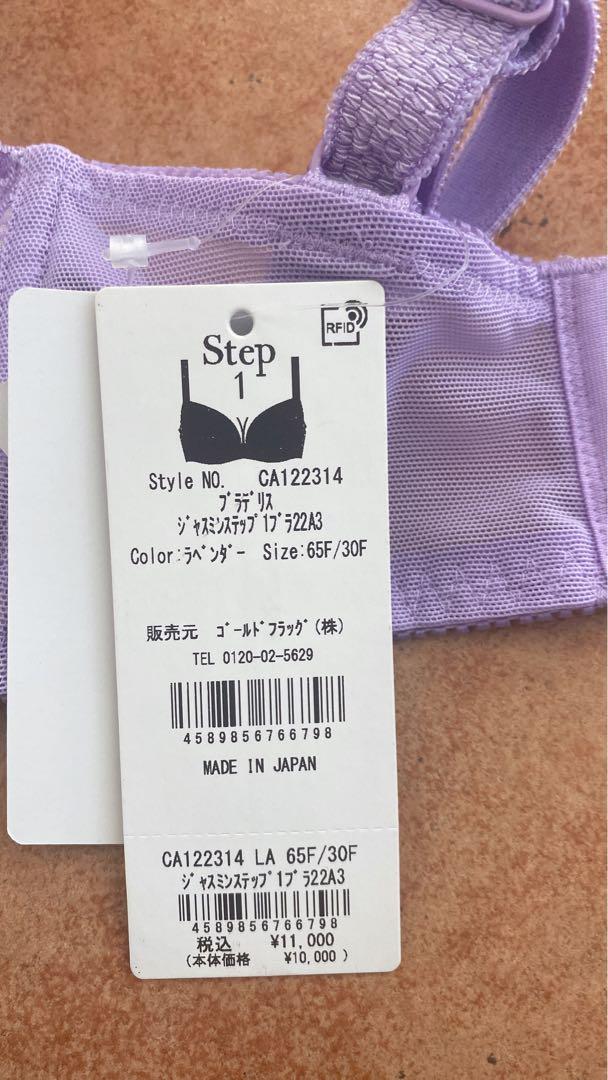 RFID
Step
1
Style NO. CA122314
ﾌﾞﾗﾃﾞﾘｽ
ｼﾞｬｽﾐﾝｽﾃｯﾌﾟ1ﾌﾞﾗ22A3
Color:ﾗﾍﾞﾝﾀﾞｰ Size:65F/30F
販売元 ｺﾞｰﾙﾄﾞﾌﾗｯｸﾞ(株)
TEL 0120-02-5629
4589856766798
MADE IN JAPAN
CA122314 LA 65F/30F
ｼﾞｬｽﾐﾝｽﾃｯﾌﾟ1ﾌﾞﾗ22A3
4589856766798
税込 ¥11,000
(本体価格 ¥10,000 )